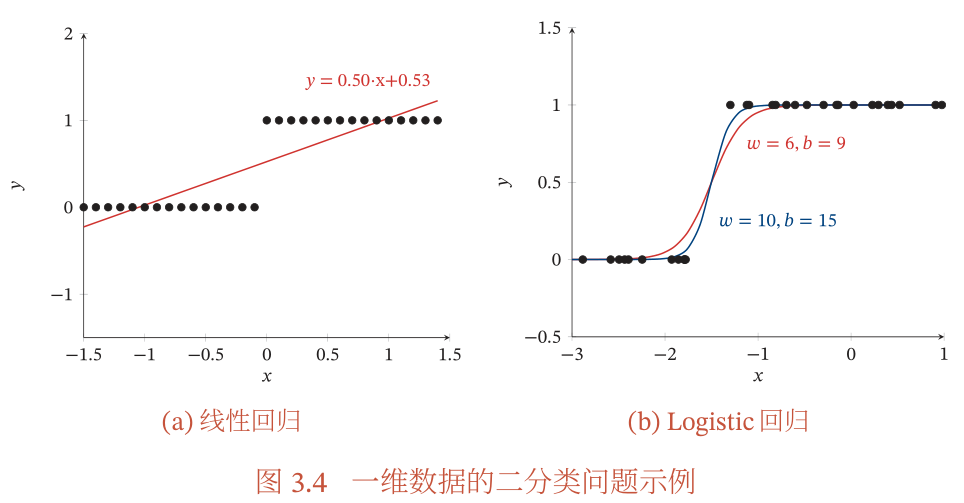 2
1
0
−1
y
−1.5
−1
−0.5
0
0.5
1
1.5
x
y = 0.50·x+0.53
(a) 线性回归
1.5
1
0.5
0
−0.5
y
−3
−2
−1
0
1
x
w = 6, b = 9
w = 10, b = 15
(b) Logistic 回归
图 3.4 一维数据的二分类问题示例